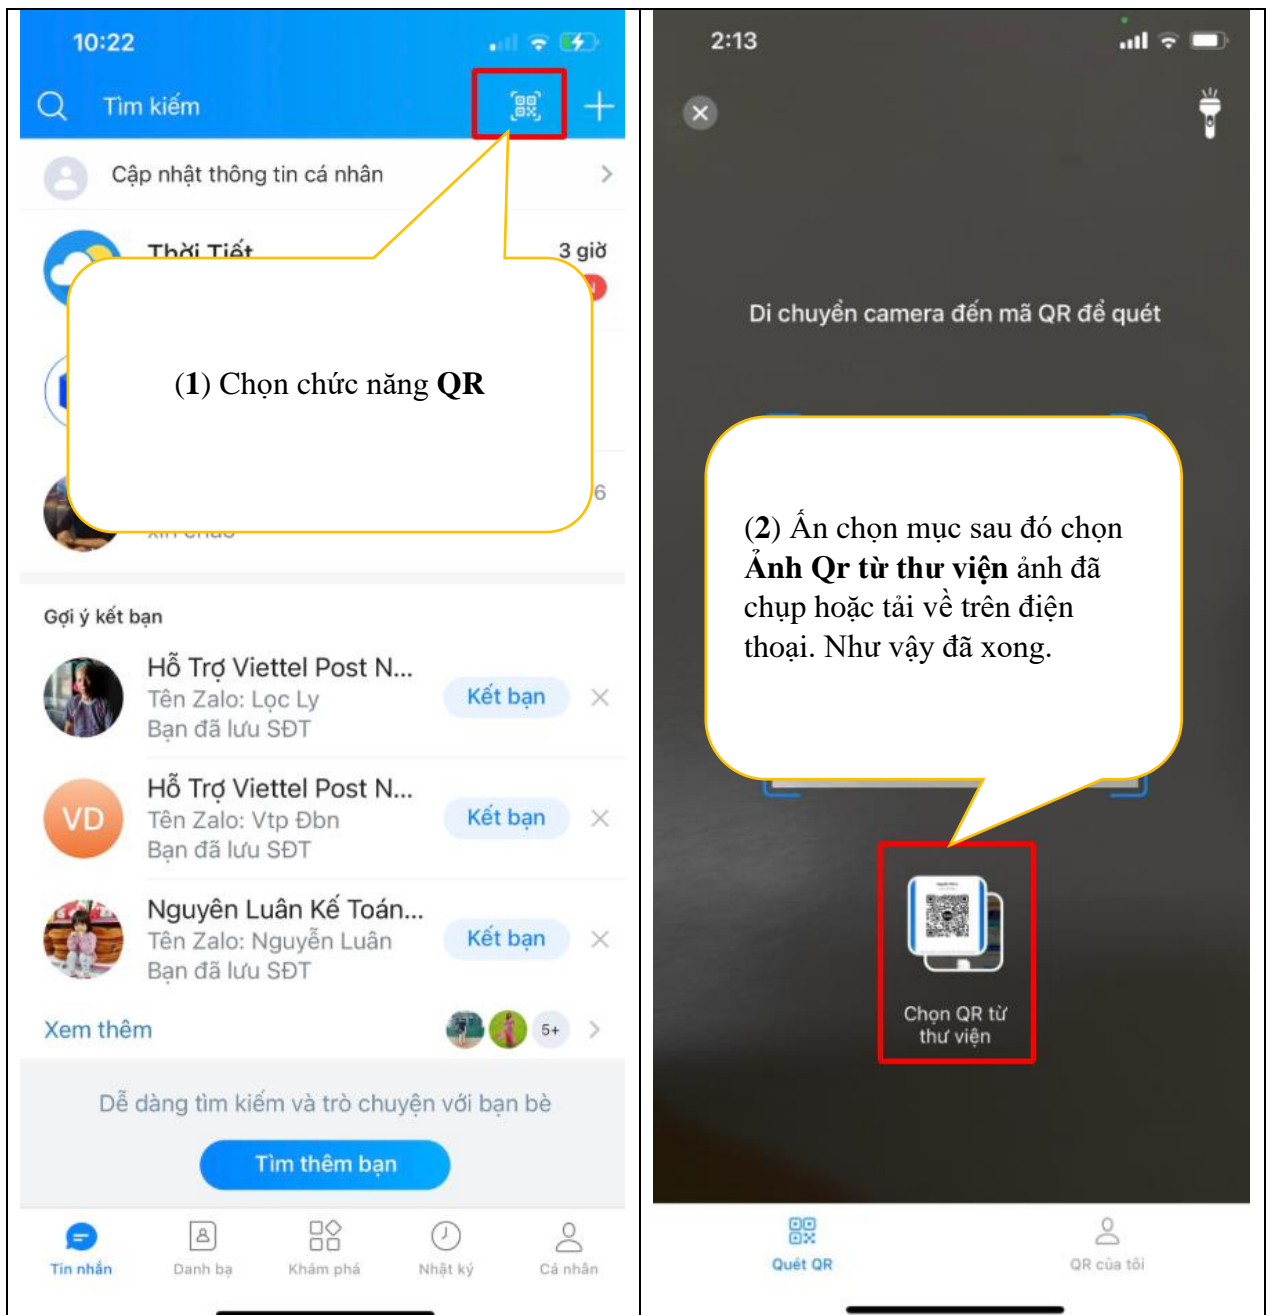 10:22
Tìm kiếm
Cập nhật thông tin cá nhân
Thời Tiết
3 giờ
N
(1) Chọn chức năng QR
6
xin chào
Gợi ý kết bạn
Hỗ Trợ Viettel Post N...
Tên Zalo: Lọc Ly
Bạn đã lưu SĐT
Kết bạn
VD
Hỗ Trợ Viettel Post N...
Tên Zalo: Vtp Đbn
Bạn đã lưu SĐT
Kết bạn
Nguyên Luân Kế Toán...
Tên Zalo: Nguyễn Luân
Bạn đã lưu SĐT
Kết bạn
Xem thêm
5+
Dễ dàng tìm kiếm và trò chuyện với bạn bè
Tìm thêm bạn
Tin nhắn
Danh bạ
Khám phá
Nhật ký
Cá nhân
2:13
Di chuyển camera đến mã QR để quét
(2) Ấn chọn mục sau đó chọn
Ảnh Qr từ thư viện ảnh đã
chụp hoặc tải về trên điện
thoại. Như vậy đã xong.
Chọn QR từ
thư viện
Quét QR
QR của tôi